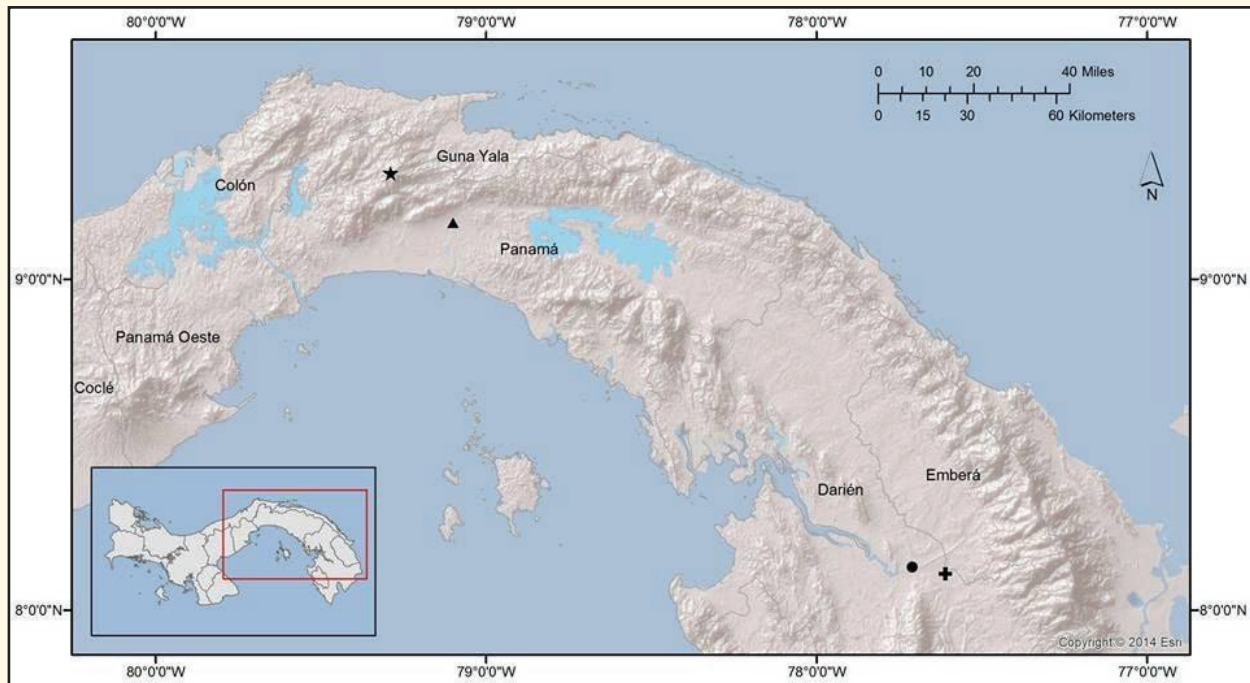 80°0'0"W 79°0'0"W 78°0'0"W 77°0'0"W
0 10 20 40 Miles
0 15 30 60 Kilometers
N
Guna Yala
Colón
Panamá
9°0'0"N 9°0'0"N
Panamá Oeste
Coclé
Emberá
Darién
8°0'0"N 8°0'0"N
Copyright © 2014 Esri
80°0'0"W 79°0'0"W 78°0'0"W 77°0'0"W